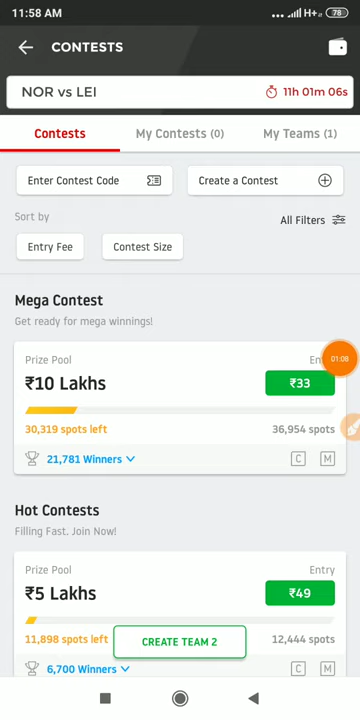 11:58 AM
... H+ 78
CONTESTS
NOR vs LEI
11h 01m 06s
Contests
My Contests (0)
My Teams (1)
Enter Contest Code
Create a Contest
Sort by
All Filters
Entry Fee
Contest Size
Mega Contest
Get ready for mega winnings!
Prize Pool
En
01:08
₹10 Lakhs
₹33
30,319 spots left
36,954 spots
21,781 Winners
C M
Hot Contests
Filling Fast. Join Now!
Prize Pool
Entry
₹5 Lakhs
₹49
11,898 spots left
12,444 spots
CREATE TEAM 2
6,700 Winners
C M